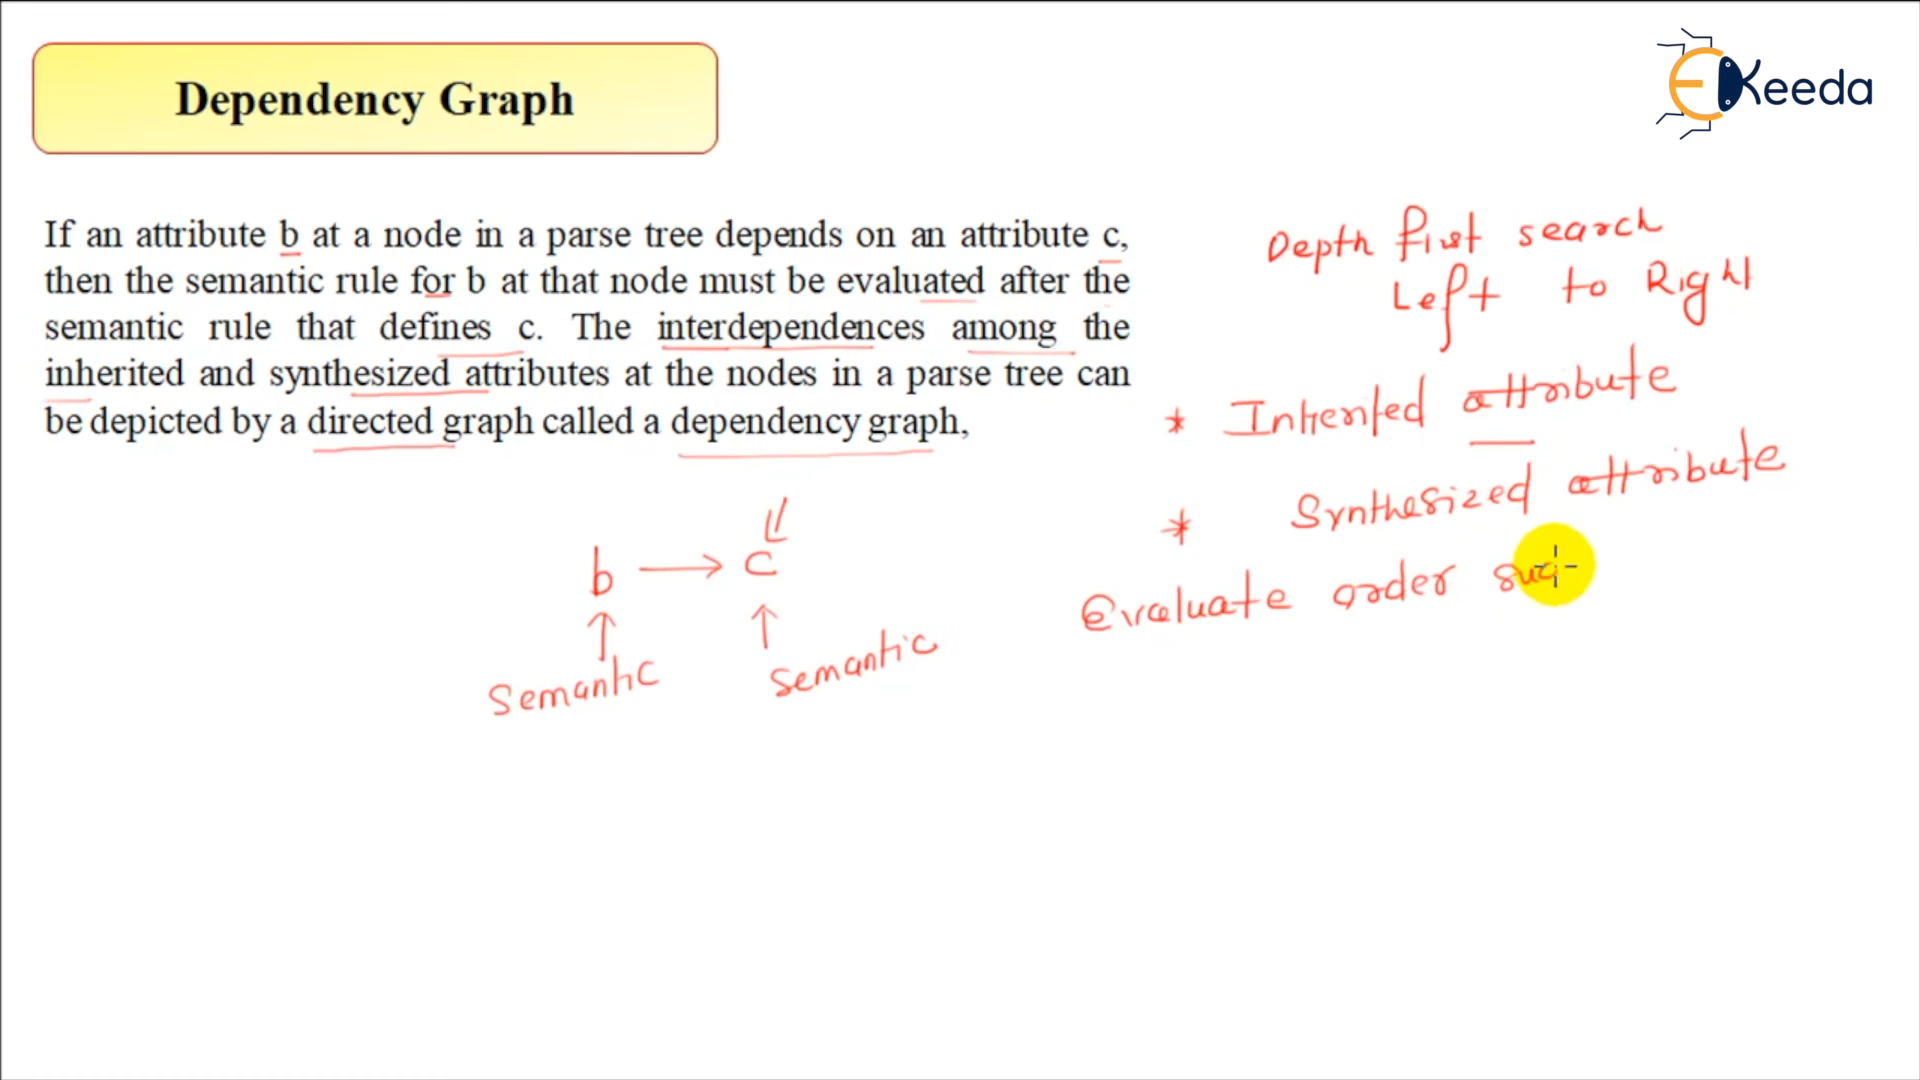 Dependency Graph
EKeeda
If an attribute b at a node in a parse tree depends on an attribute c,
then the semantic rule for b at that node must be evaluated after the
semantic rule that defines c. The interdependences among the
inherited and synthesized attributes at the nodes in a parse tree can
be depicted by a directed graph called a dependency graph,
Depth first search
Left to Right
* Inherited attribute
* Synthesized attribute
Evaluate order
b → c
↑ ↑
Semantic Semantic